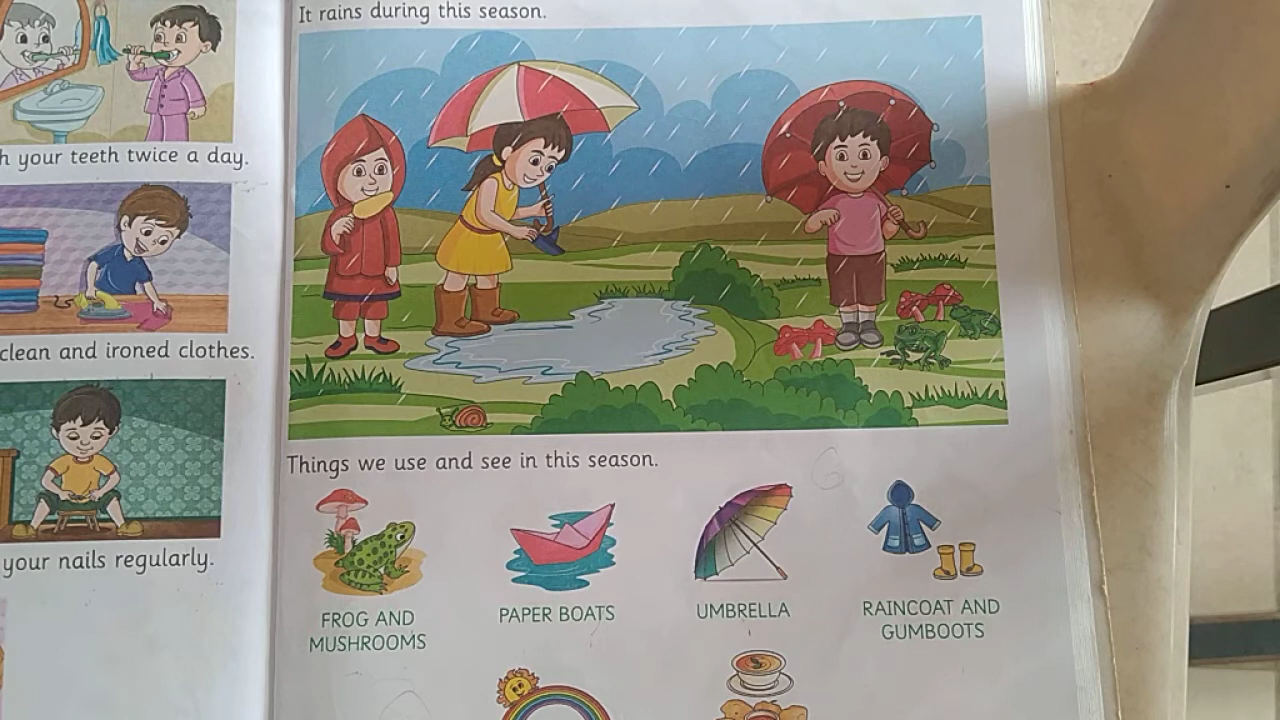 h your teeth twice a day.
clean and ironed clothes.
your nails regularly.
It rains during this season.
Things we use and see in this season.
FROG AND
MUSHROOMS
PAPER BOATS
UMBRELLA
RAINCOAT AND
GUMBOOTS